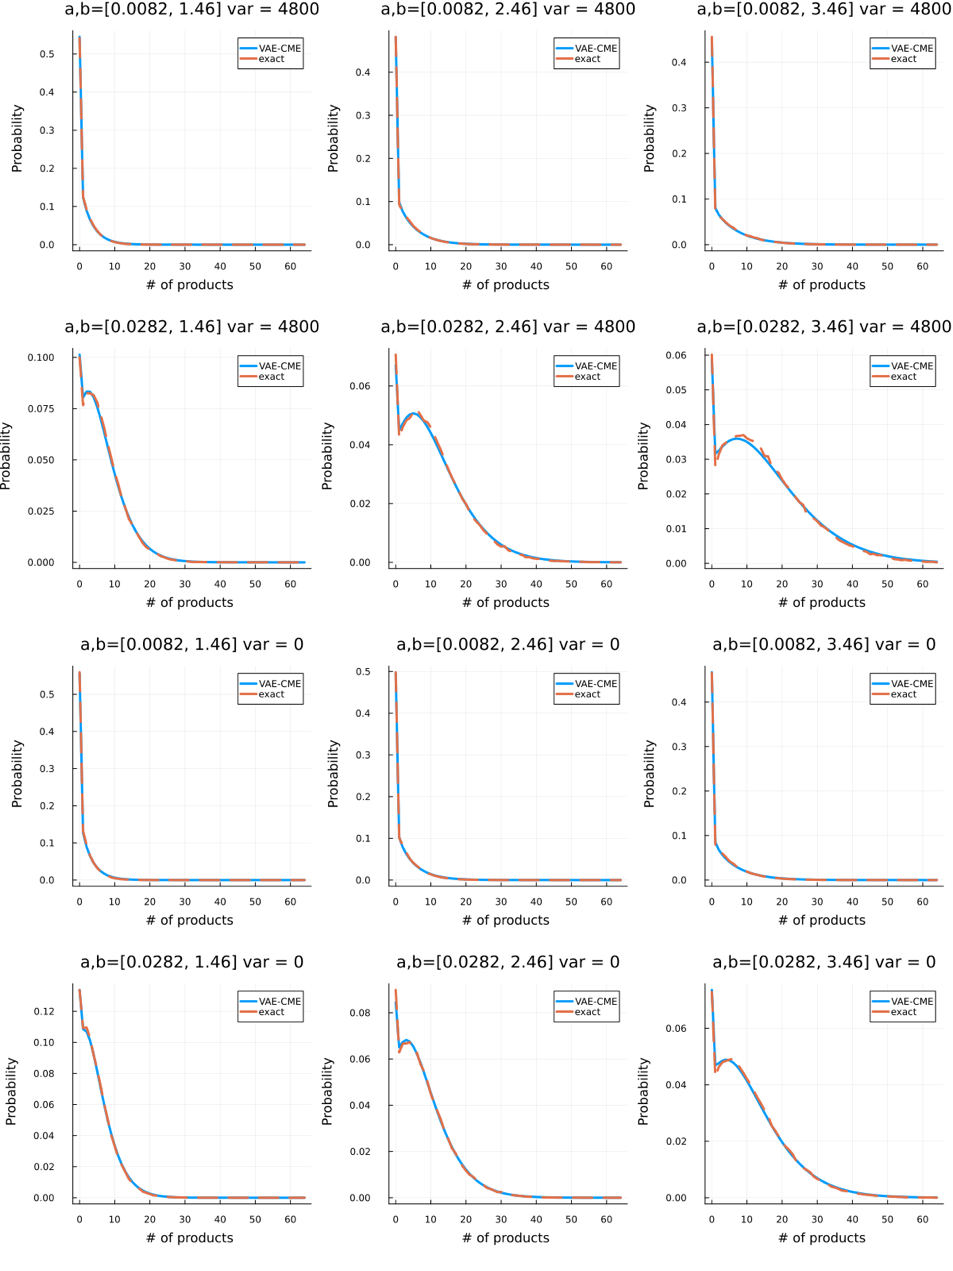 a,b=[0.0082, 1.46] var = 4800
0.5
0.4
0.3
0.2
0.1
0.0
Probability
0 10 20 30 40 50 60
# of products
VAE-CME
exact
a,b=[0.0082, 2.46] var = 4800
0.4
0.3
0.2
0.1
0.0
Probability
0 10 20 30 40 50 60
# of products
VAE-CME
exact
a,b=[0.0082, 3.46] var = 4800
0.4
0.3
0.2
0.1
0.0
Probability
0 10 20 30 40 50 60
# of products
VAE-CME
exact
a,b=[0.0282, 1.46] var = 4800
0.100
0.075
0.050
0.025
0.000
Probability
0 10 20 30 40 50 60
# of products
VAE-CME
exact
a,b=[0.0282, 2.46] var = 4800
0.06
0.04
0.02
0.00
Probability
0 10 20 30 40 50 60
# of products
VAE-CME
exact
a,b=[0.0282, 3.46] var = 4800
0.06
0.05
0.04
0.03
0.02
0.01
0.00
Probability
0 10 20 30 40 50 60
# of products
VAE-CME
exact
a,b=[0.0082, 1.46] var = 0
0.5
0.4
0.3
0.2
0.1
0.0
Probability
0 10 20 30 40 50 60
# of products
VAE-CME
exact
a,b=[0.0082, 2.46] var = 0
0.5
0.4
0.3
0.2
0.1
0.0
Probability
0 10 20 30 40 50 60
# of products
VAE-CME
exact
a,b=[0.0082, 3.46] var = 0
0.4
0.3
0.2
0.1
0.0
Probability
0 10 20 30 40 50 60
# of products
VAE-CME
exact
a,b=[0.0282, 1.46] var = 0
0.12
0.10
0.08
0.06
0.04
0.02
0.00
Probability
0 10 20 30 40 50 60
# of products
VAE-CME
exact
a,b=[0.0282, 2.46] var = 0
0.08
0.06
0.04
0.02
0.00
Probability
0 10 20 30 40 50 60
# of products
VAE-CME
exact
a,b=[0.0282, 3.46] var = 0
0.06
0.04
0.02
0.00
Probability
0 10 20 30 40 50 60
# of products
VAE-CME
exact